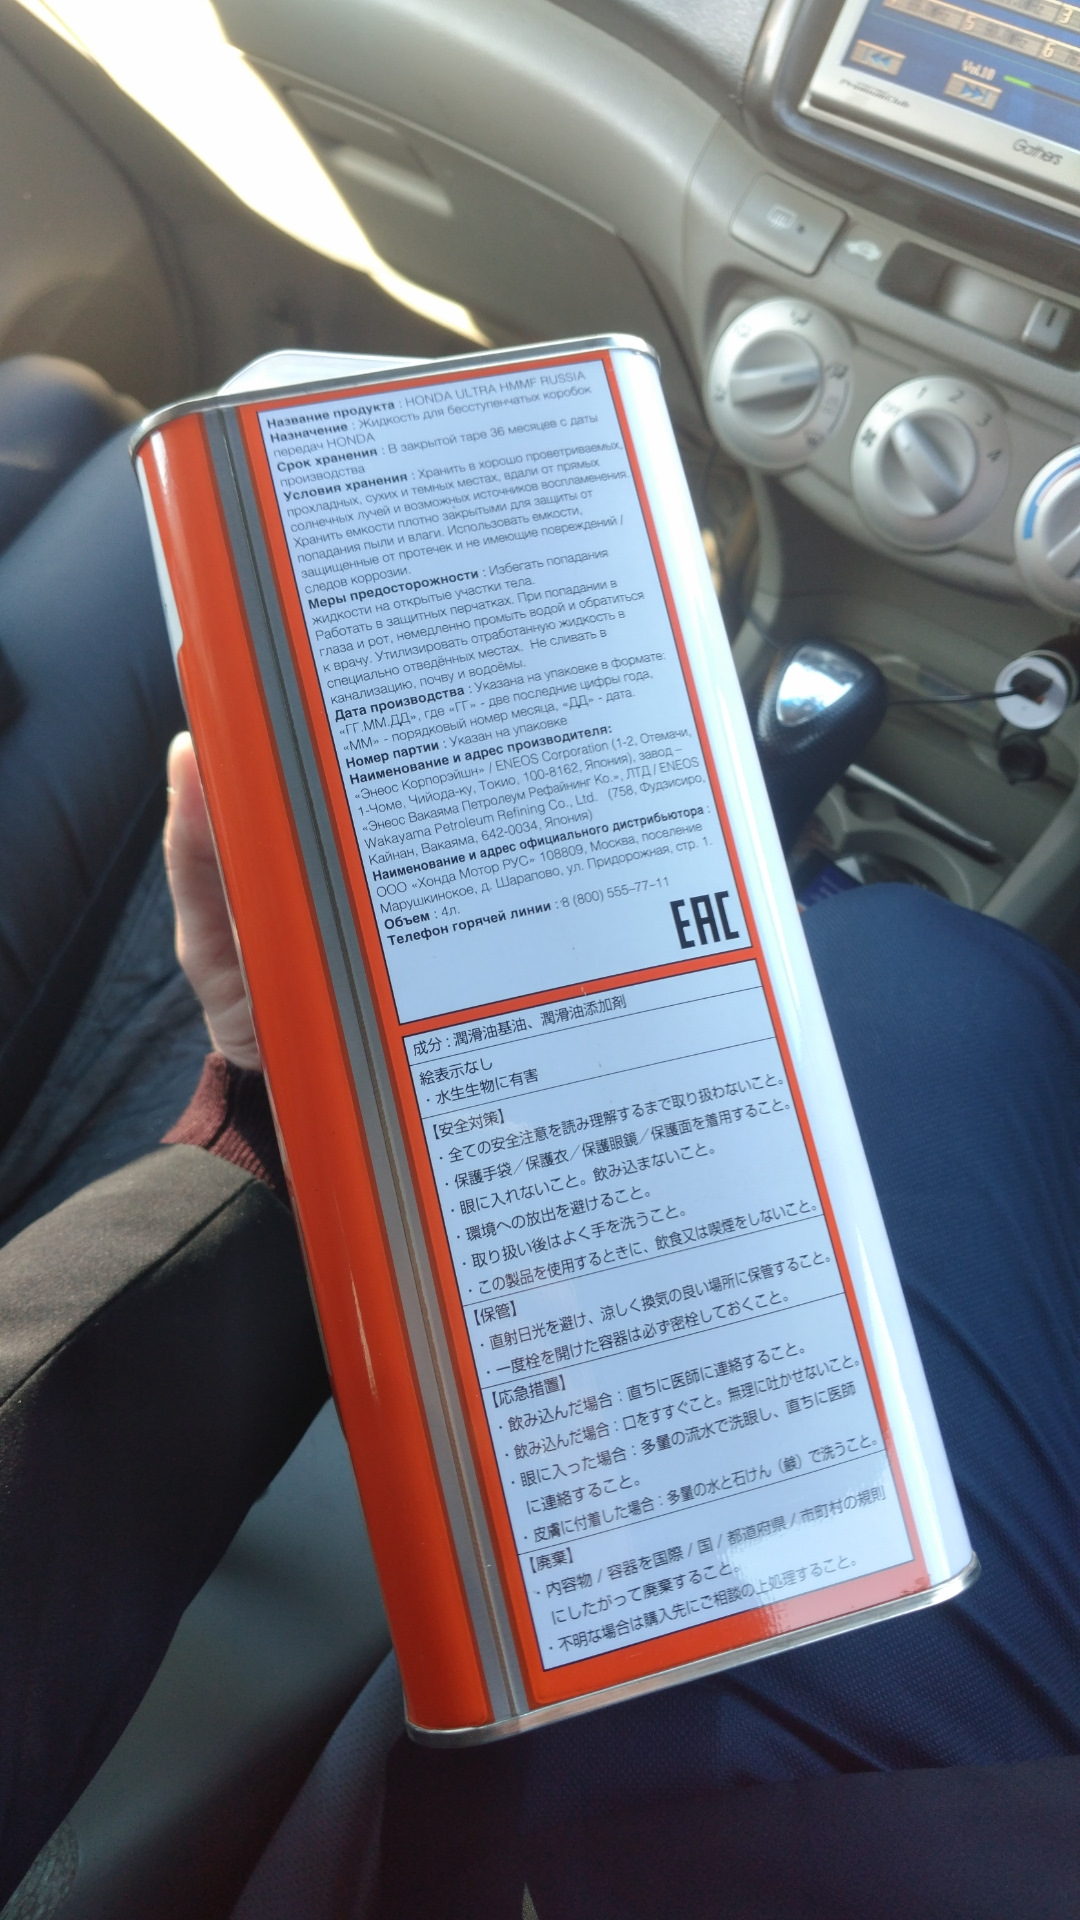 Vol.10
Gathers
1
2
3
4
OFF
Название продукта : HONDA ULTRA HMMF RUSSIA
Назначение : Жидкость для бесступенчатых коробок
передач HONDA
Срок хранения : В закрытой таре 36 месяцев с даты
производства
Условия хранения : Хранить в хорошо проветриваемых,
прохладных, сухих и темных местах, вдали от прямых
солнечных лучей и возможных источников воспламенения.
Хранить емкости плотно закрытыми для защиты от
попадания пыли и влаги. Использовать емкости,
защищенные от протечек и не имеющие повреждений /
следов коррозии.
Меры предосторожности : Избегать попадания
жидкости на открытые участки тела.
Работать в защитных перчатках. При попадании в
глаза и рот, немедленно промыть водой и обратиться
к врачу. Утилизировать отработанную жидкость в
специально отведённых местах. Не сливать в
канализацию, почву и водоёмы.
Дата производства : Указана на упаковке в формате:
«ГГ.ММ.ДД», где «ГГ» - две последние цифры года,
«ММ» - порядковый номер месяца, «ДД» - дата.
Номер партии : Указан на упаковке
Наименование и адрес производителя:
«Энеос Корпорэйшн» / ENEOS Corporation (1-2, Отемачи,
1-Чоме, Чийода-ку, Токио, 100-8162, Япония), завод –
«Энеос Вакаяма Петролеум Рефайнинг Ко.», ЛТД / ENEOS
Wakayama Petroleum Refining Co., Ltd. (758, Фудзисиро,
Кайнан, Вакаяма, 642-0034, Япония)
Наименование и адрес официального дистрибьютора :
ООО «Хонда Мотор РУС» 108809, Москва, поселение
Марушкинское, д. Шарапово, ул. Придорожная, стр. 1.
Объем : 4л.
Телефон горячей линии : 8 (800) 555–77–11
EAC
成分 : 潤滑油基油、潤滑油添加剤
絵表示なし
・水生生物に有害
【安全対策】
・全ての安全注意を読み理解するまで取り扱わないこと。
・保護手袋／保護衣／保護眼鏡／保護面を着用すること。
・眼に入れないこと。飲み込まないこと。
・環境への放出を避けること。
・取り扱い後はよく手を洗うこと。
・この製品を使用するときに、飲食又は喫煙をしないこと。
【保管】
・直射日光を避け、涼しく換気の良い場所に保管すること。
・一度栓を開けた容器は必ず密栓しておくこと。
【応急措置】
・飲み込んだ場合：直ちに医師に連絡すること。
・飲み込んだ場合：口をすすぐこと。無理に吐かせないこと。
・眼に入った場合：多量の流水で洗眼し、直ちに医師
に連絡すること。
・皮膚に付着した場合：多量の水と石けん（鹸）で洗うこと。
【廃棄】
・内容物 / 容器を国際 / 国 / 都道府県 / 市町村の規則
にしたがって廃棄すること。
・不明な場合は購入先にご相談の上処理すること。